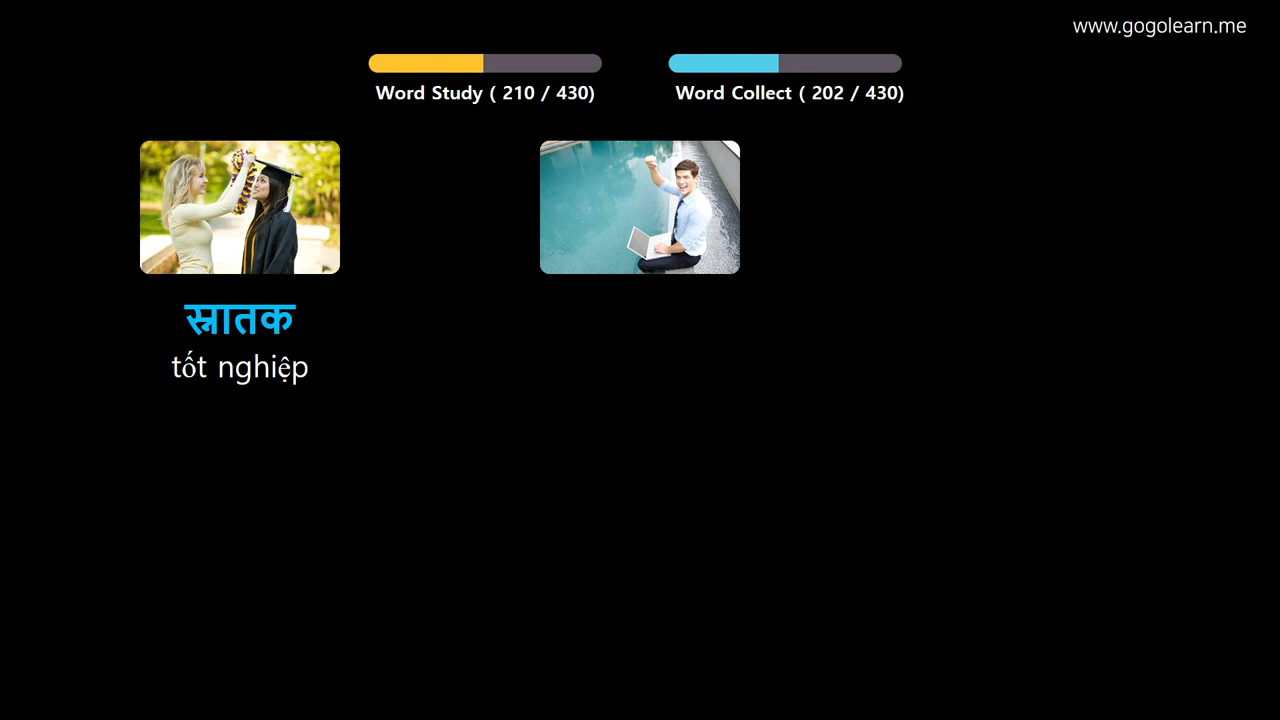 www.gogolearn.me
Word Study ( 210 / 430)
Word Collect ( 202 / 430)
स्नातक
tốt nghiệp